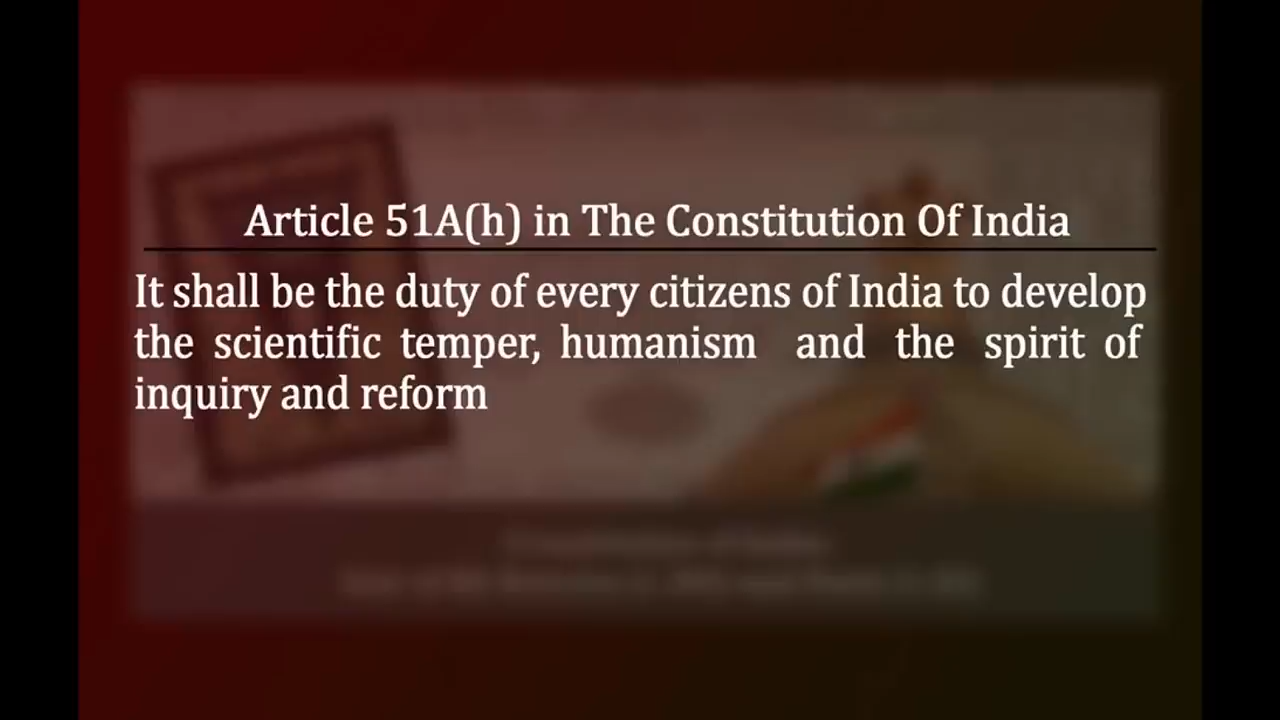 Article 51A(h) in The Constitution Of India
It shall be the duty of every citizens of India to develop
the scientific temper, humanism and the spirit of
inquiry and reform